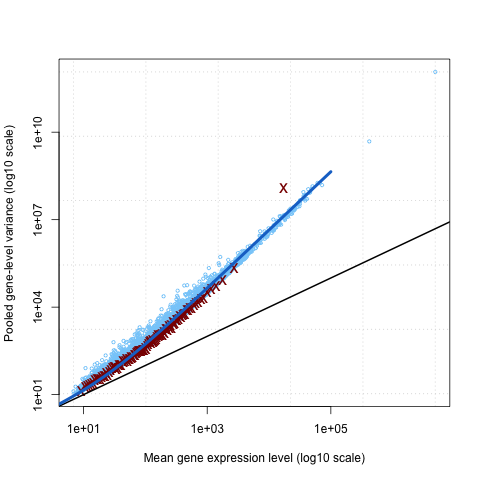 Pooled gene-level variance (log10 scale)
1e+10
1e+07
1e+04
1e+01
1e+01 1e+03 1e+05
Mean gene expression level (log10 scale)